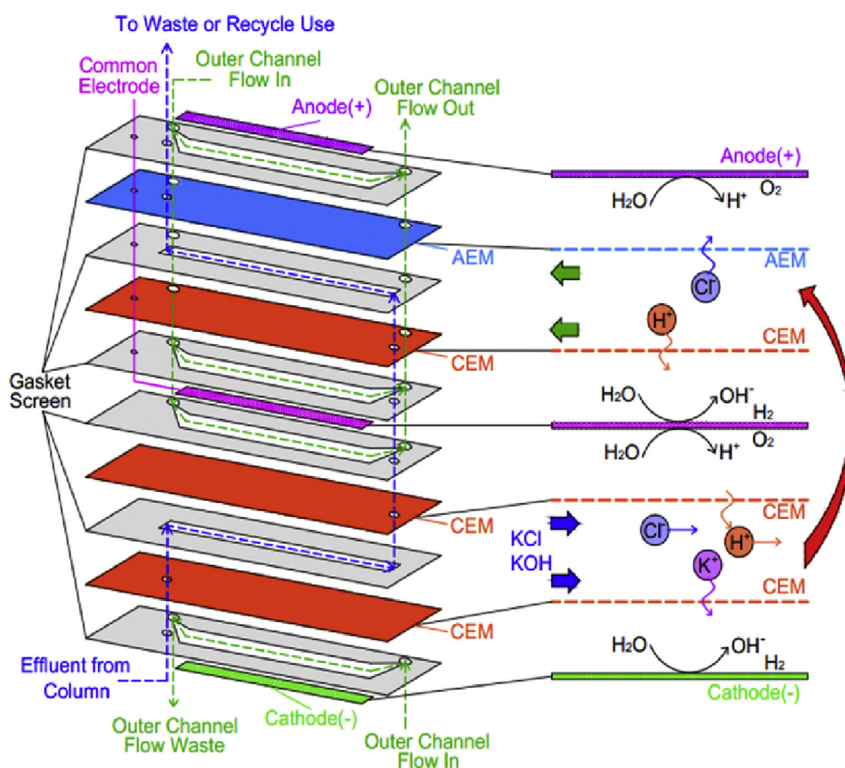 To Waste or Recycle Use
Common
Electrode
Outer Channel
Flow In
Outer Channel
Flow Out
Anode(+)
AEM
CEM
Gasket
Screen
CEM
CEM
Effluent from
Column
Cathode(-)
Outer Channel
Flow Waste
Outer Channel
Flow In
Anode(+)
H₂O
H⁺
O₂
AEM
Cl⁻
H⁺
CEM
H₂O
OH⁻
H₂
H₂O
H⁺
O₂
CEM
KCl
KOH
Cl⁻
H⁺
K⁺
CEM
H₂O
OH⁻
H₂
Cathode(-)